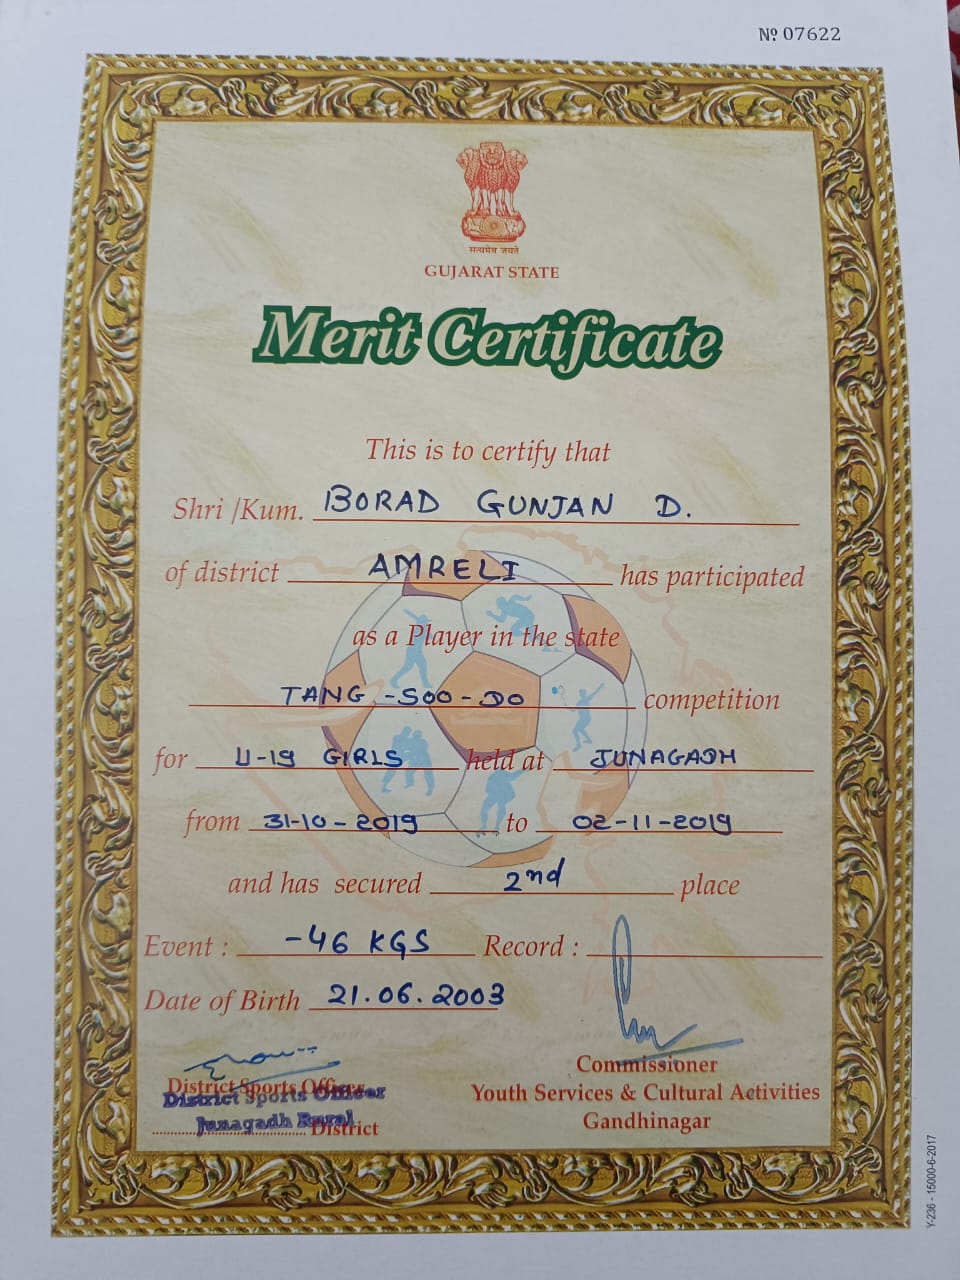 № 07622
सत्यमेव जयते
GUJARAT STATE
Merit Certificate
This is to certify that
Shri /Kum. BORAD GUNJAN D.
of district AMRELI has participated
as a Player in the state
TANG-SOO-DO competition
for U-19 GIRLS held at JUNAGADH
from 31-10-2019 to 02-11-2019
and has secured 2nd place
Event : -46 KGS Record :
Date of Birth 21.06.2003
District Sports Officer
District Sports Officer
Junagadh Rural
District
Commissioner
Youth Services & Cultural Activities
Gandhinagar
Y-236 - 15000-6-2017